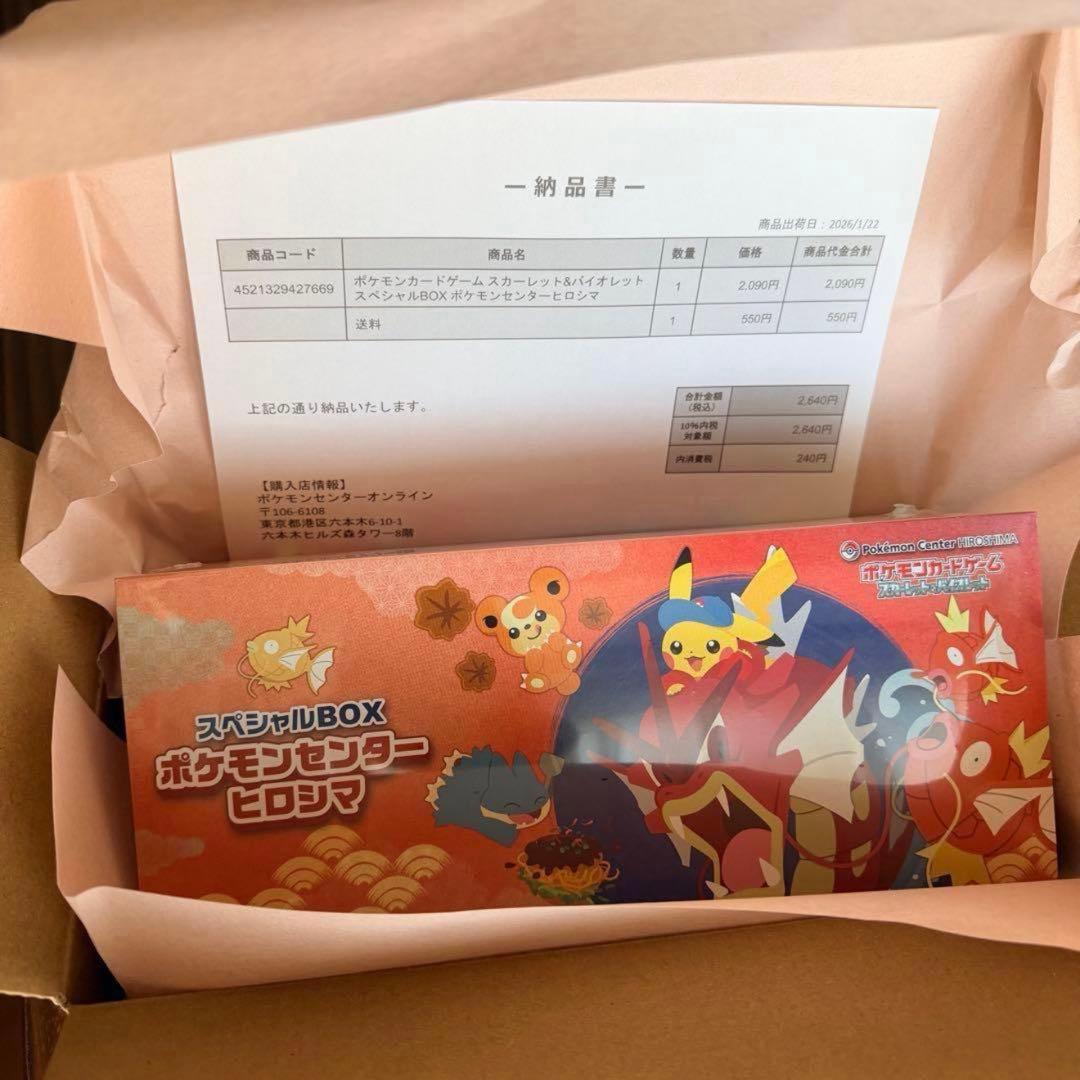 ー納品書ー
商品出荷日：2026/1/22
商品コード 商品名 数量 価格 商品代金合計
4521329427669 ポケモンカードゲーム スカーレット&バイオレット 1 2,090円 2,090円
スペシャルBOX ポケモンセンターヒロシマ
送料 1 550円 550円
上記の通り納品いたします。
合計金額 2,640円
(税込)
10%内税 2,640円
対象額
内消費税 240円
【購入店情報】
ポケモンセンターオンライン
〒106-6108
東京都港区六本木6-10-1
六本木ヒルズ森タワー8階
Pokémon Center HIROSHIMA
ポケモンカードゲーム
スカーレット&バイオレット
スペシャルBOX
ポケモンセンター
ヒロシマ